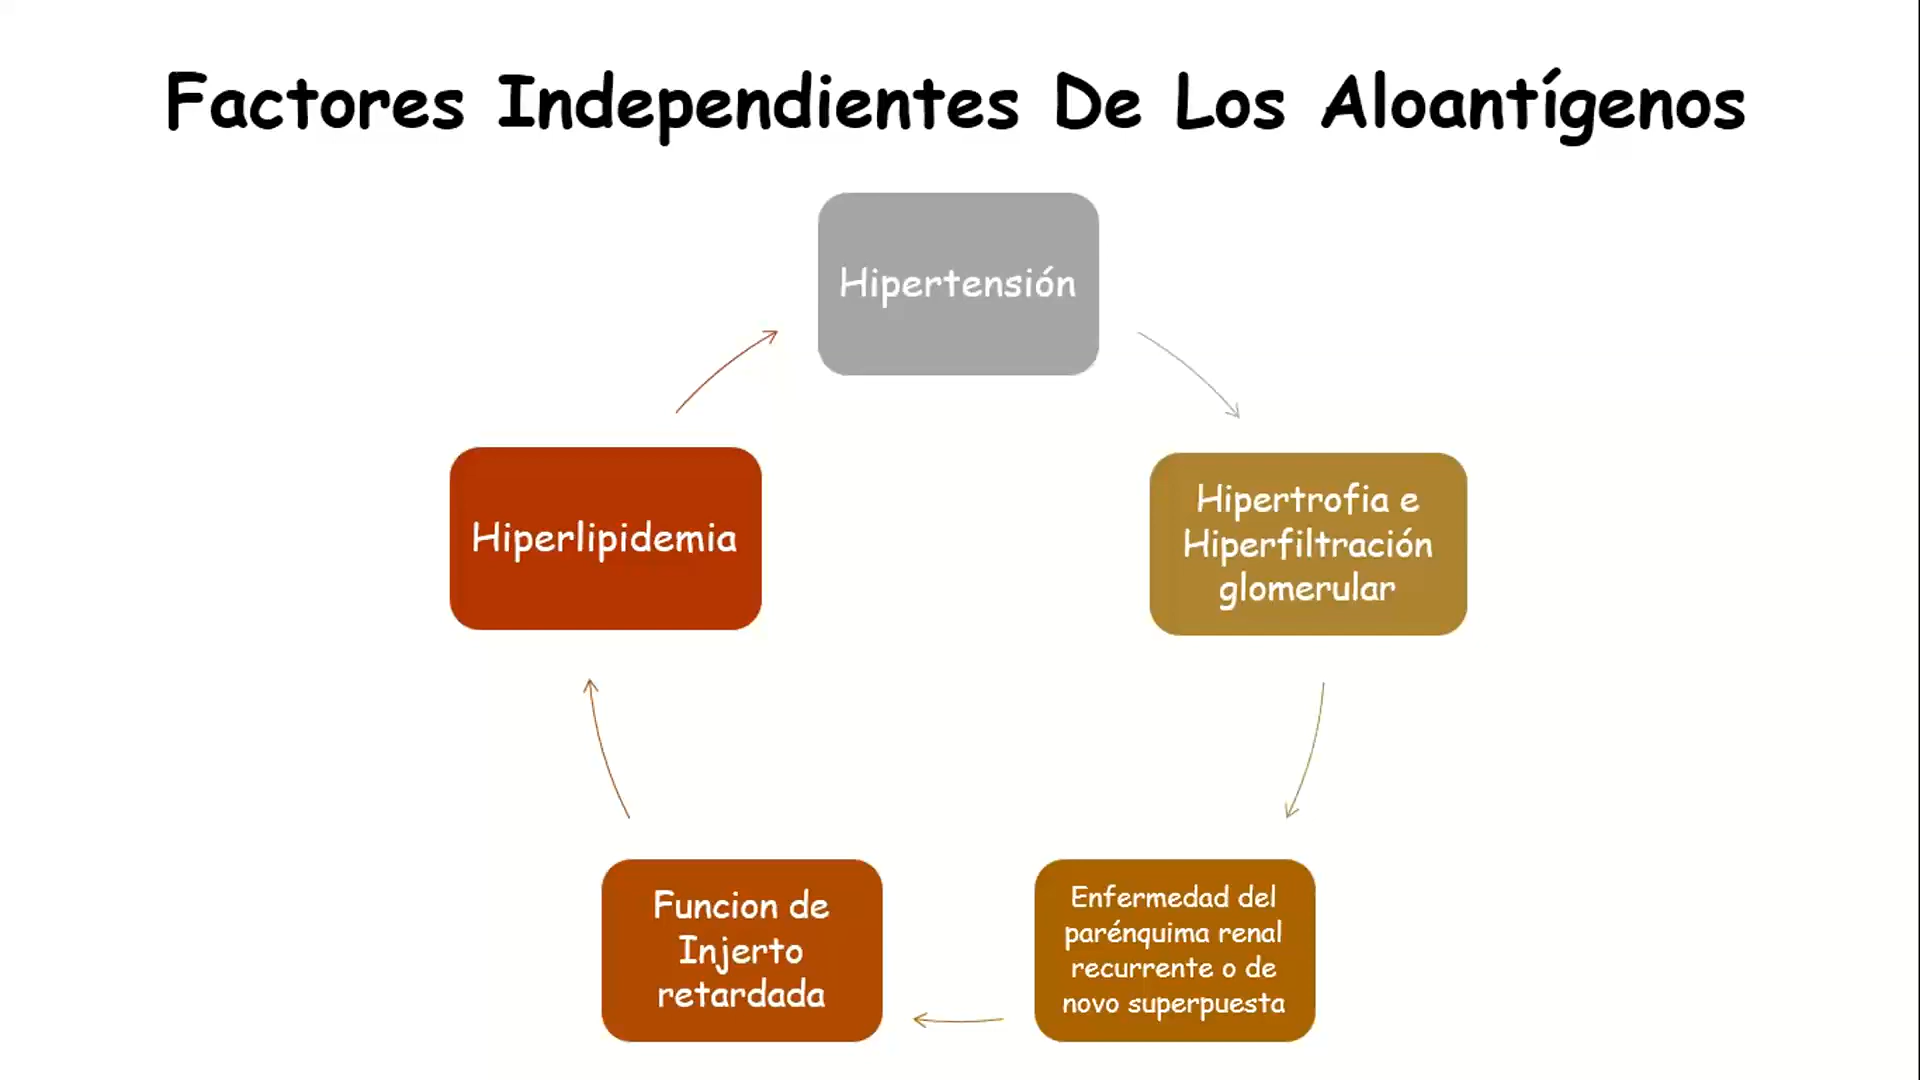 Factores Independientes De Los Aloantígenos
Hipertensión
Hipertrofia e
Hiperfiltración
glomerular
Enfermedad del
parénquima renal
recurrente o de
novo superpuesta
Funcion de
Injerto
retardada
Hiperlipidemia